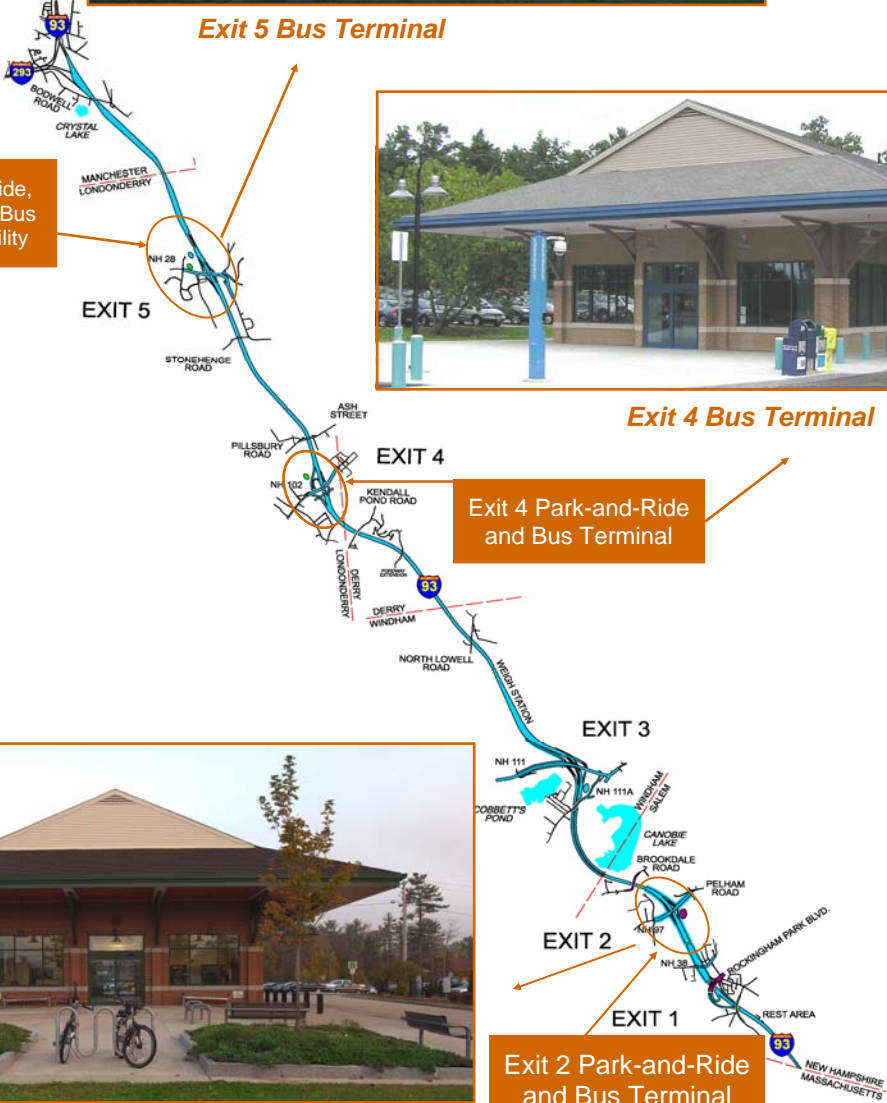 93
Exit 5 Bus Terminal
293
BODWELL
ROAD
CRYSTAL
LAKE
MANCHESTER
LONDONDERRY
ide,
Bus
ility
NH 28
EXIT 5
STONEHENGE
ROAD
Exit 4 Bus Terminal
ASH
STREET
PILLSBURY
ROAD
EXIT 4
NH 102
KENDALL
POND ROAD
Exit 4 Park-and-Ride
and Bus Terminal
FORDWAY
EXTENSION
DERRY
LONDONDERRY
93
DERRY
WINDHAM
NORTH LOWELL
ROAD
WEIGH STATION
EXIT 3
NH 111
NH 111A
COBBETT'S
POND
WINDHAM
SALEM
CANOBIE
LAKE
BROOKDALE
ROAD
PELHAM
ROAD
NH 97
EXIT 2
ROCKINGHAM PARK BLVD.
NH 38
EXIT 1
REST AREA
93
NEW HAMPSHIRE
MASSACHUSETTS
Exit 2 Park-and-Ride
and Bus Terminal